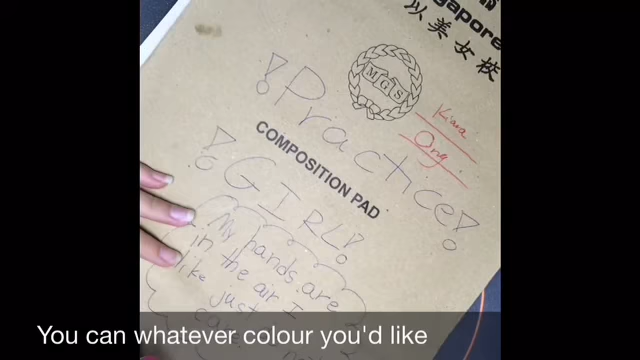 gapore
以美女校
MGS
Kiara
Ong
!Practice!
COMPOSITION PAD
!GIRL!
My hands are
in the air I
like just
care
You can whatever colour you'd like